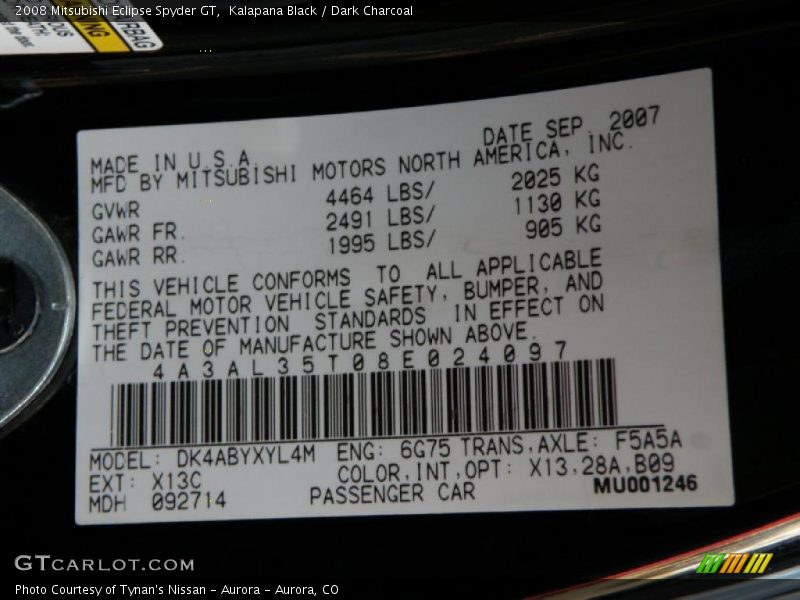 2008 Mitsubishi Eclipse Spyder GT,  Kalapana Black / Dark Charcoal
AIRBAG
MADE IN U.S.A.
DATE SEP. 2007
MFD BY MITSUBISHI MOTORS NORTH AMERICA, INC.
GVWR 4464 LBS/ 2025 KG
GAWR FR. 2491 LBS/ 1130 KG
GAWR RR. 1995 LBS/ 905 KG
THIS VEHICLE CONFORMS TO ALL APPLICABLE
FEDERAL MOTOR VEHICLE SAFETY, BUMPER, AND
THEFT PREVENTION STANDARDS IN EFFECT ON
THE DATE OF MANUFACTURE SHOWN ABOVE.
4A3AL35T08E024097
MODEL: DK4ABYXYL4M ENG: 6G75 TRANS,AXLE: F5A5A
EXT: X13C COLOR,INT,OPT: X13,28A,B09
MDH 092714 PASSENGER CAR MU001246
GTCARLOT.COM
Photo Courtesy of Tynan's Nissan - Aurora - Aurora, CO